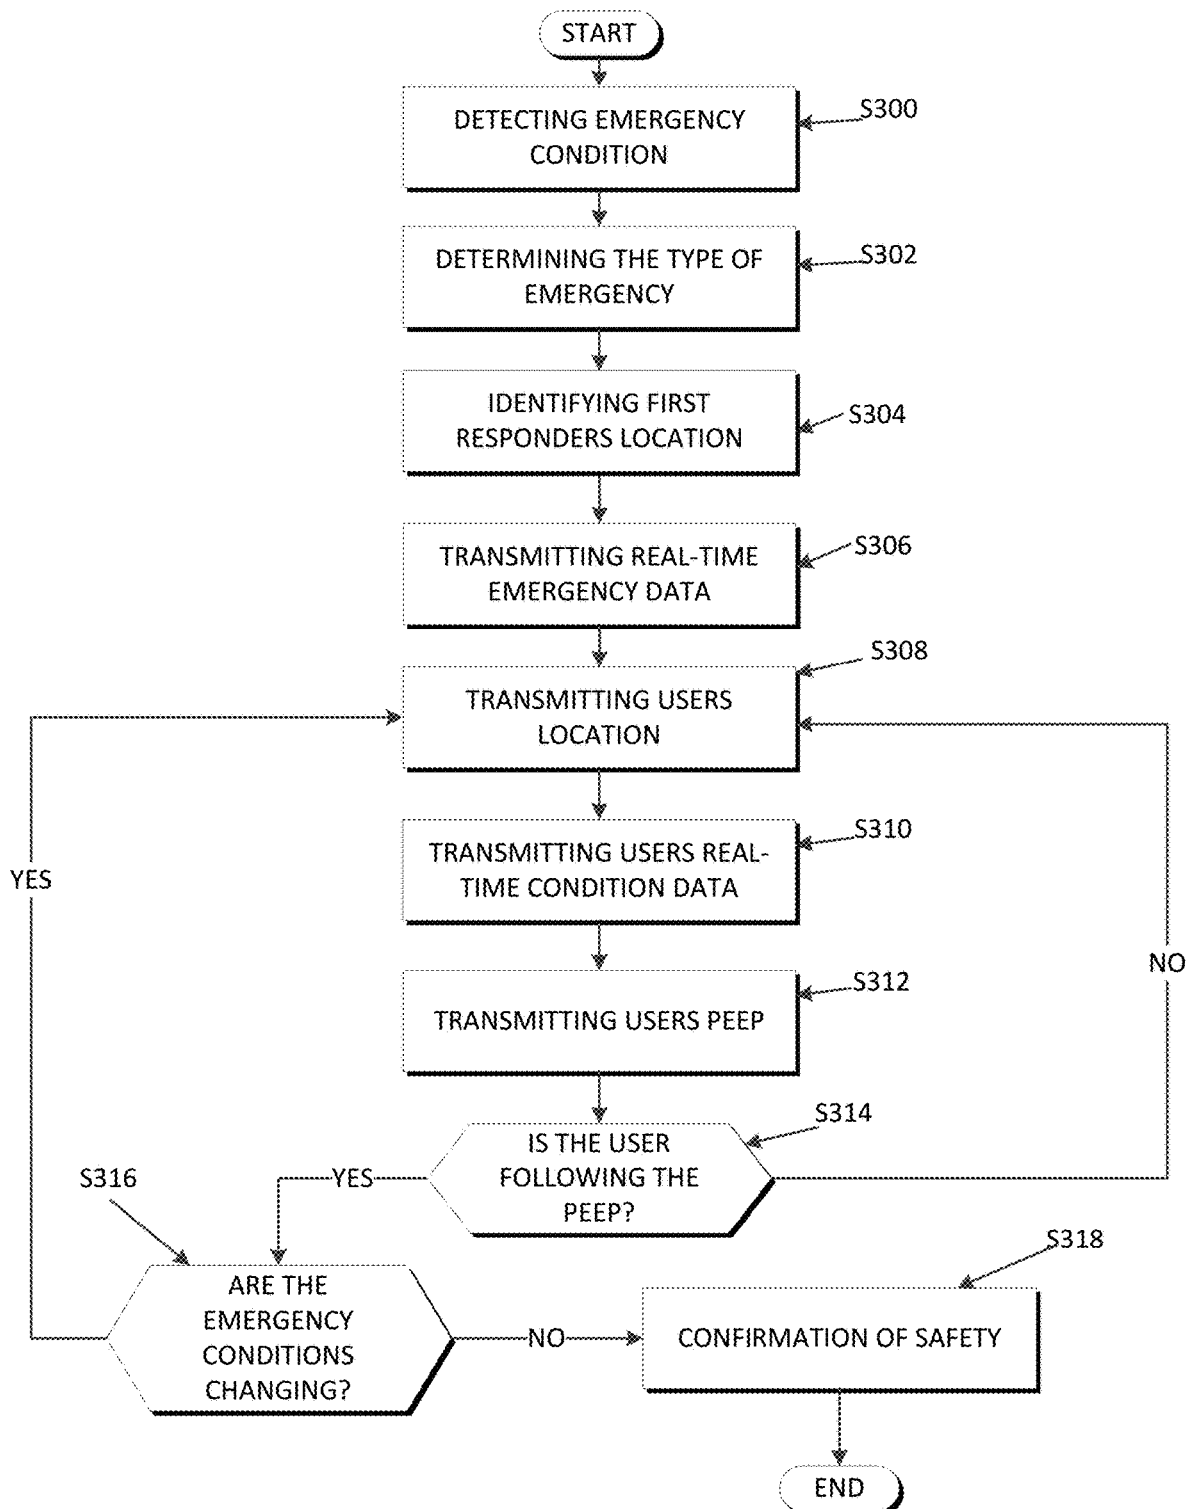 START
DETECTING EMERGENCY
CONDITION
S300
DETERMINING THE TYPE OF
EMERGENCY
S302
IDENTIFYING FIRST
RESPONDERS LOCATION
S304
TRANSMITTING REAL-TIME
EMERGENCY DATA
S306
TRANSMITTING USERS
LOCATION
S308
TRANSMITTING USERS REAL-
TIME CONDITION DATA
S310
YES
NO
TRANSMITTING USERS PEEP
S312
IS THE USER
FOLLOWING THE
PEEP?
S314
YES
S316
ARE THE
EMERGENCY
CONDITIONS
CHANGING?
NO
CONFIRMATION OF SAFETY
S318
END